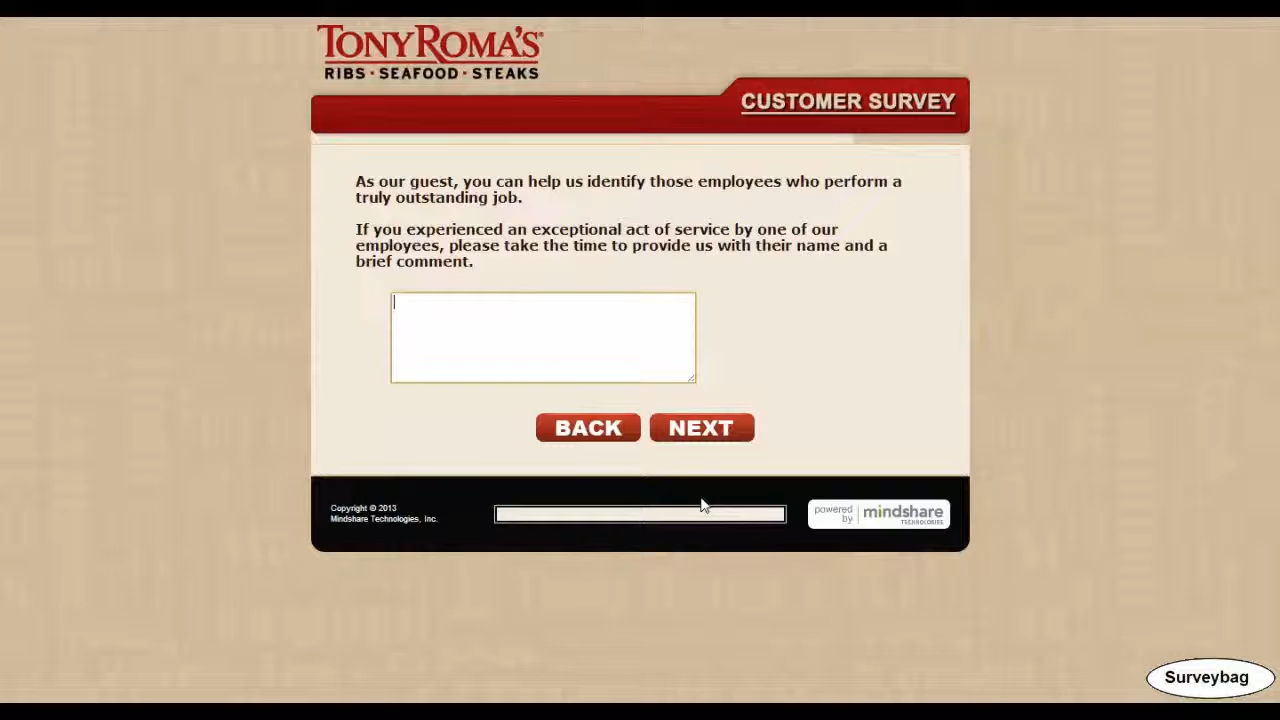 TONY ROMA'S®
RIBS • SEAFOOD • STEAKS
CUSTOMER SURVEY
As our guest, you can help us identify those employees who perform a
truly outstanding job.
If you experienced an exceptional act of service by one of our
employees, please take the time to provide us with their name and a
brief comment.
BACK NEXT
Copyright © 2013
Mindshare Technologies, Inc.
powered
by
mindshare
TECHNOLOGIES
Surveybag